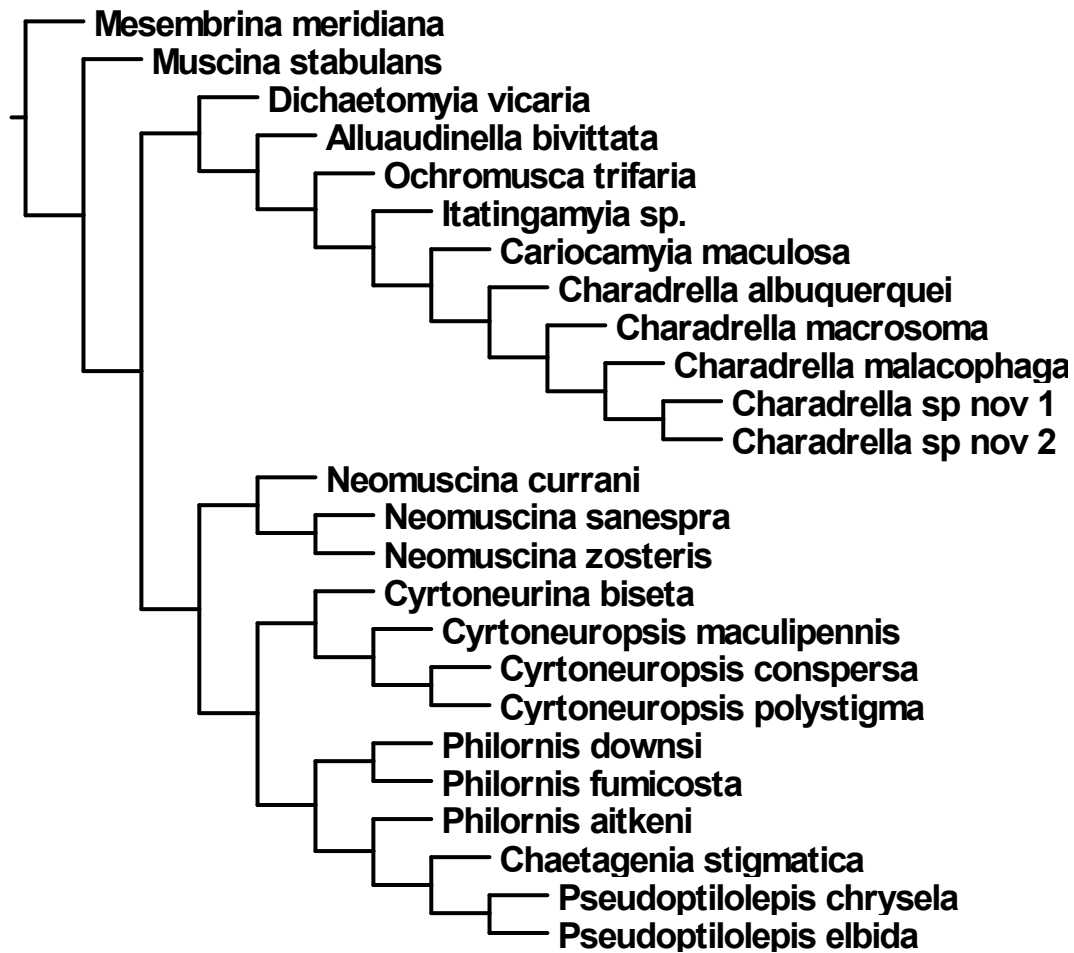 Mesembrina meridiana
Muscina stabulans
Dichaetomyia vicaria
Alluaudinella bivittata
Ochromusca trifaria
Itatingamyia sp.
Cariocamyia maculosa
Charadrella albuquerquei
Charadrella macrosoma
Charadrella malacophaga
Charadrella sp nov 1
Charadrella sp nov 2
Neomuscina currani
Neomuscina sanespra
Neomuscina zosteris
Cyrtoneurina biseta
Cyrtoneuropsis maculipennis
Cyrtoneuropsis conspersa
Cyrtoneuropsis polystigma
Philornis downsi
Philornis fumicosta
Philornis aitkeni
Chaetagenia stigmatica
Pseudoptilolepis chrysela
Pseudoptilolepis elbida